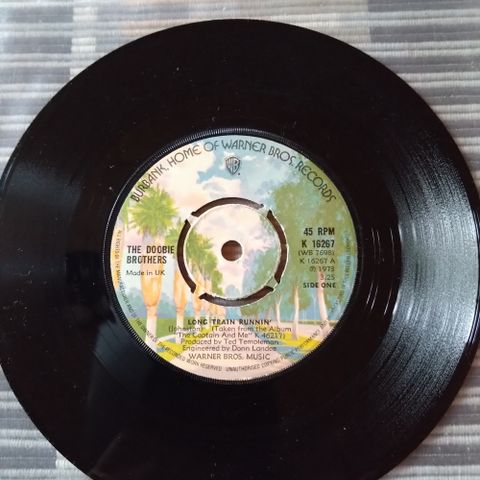 BURBANK, HOME OF WARNER BROS. RECORDS
WB
THE DOOBIE
BROTHERS
Made in UK
45 RPM
K 16267
(WB 7698)
K 16267 A
℗ 1973
3.25
SIDE ONE
LONG TRAIN RUNNIN'
(Johnston) (Taken from the Album
"The Captain And Me" K 46217)
Produced by Ted Templeman
Engineered by Donn Landee
WARNER BROS. MUSIC